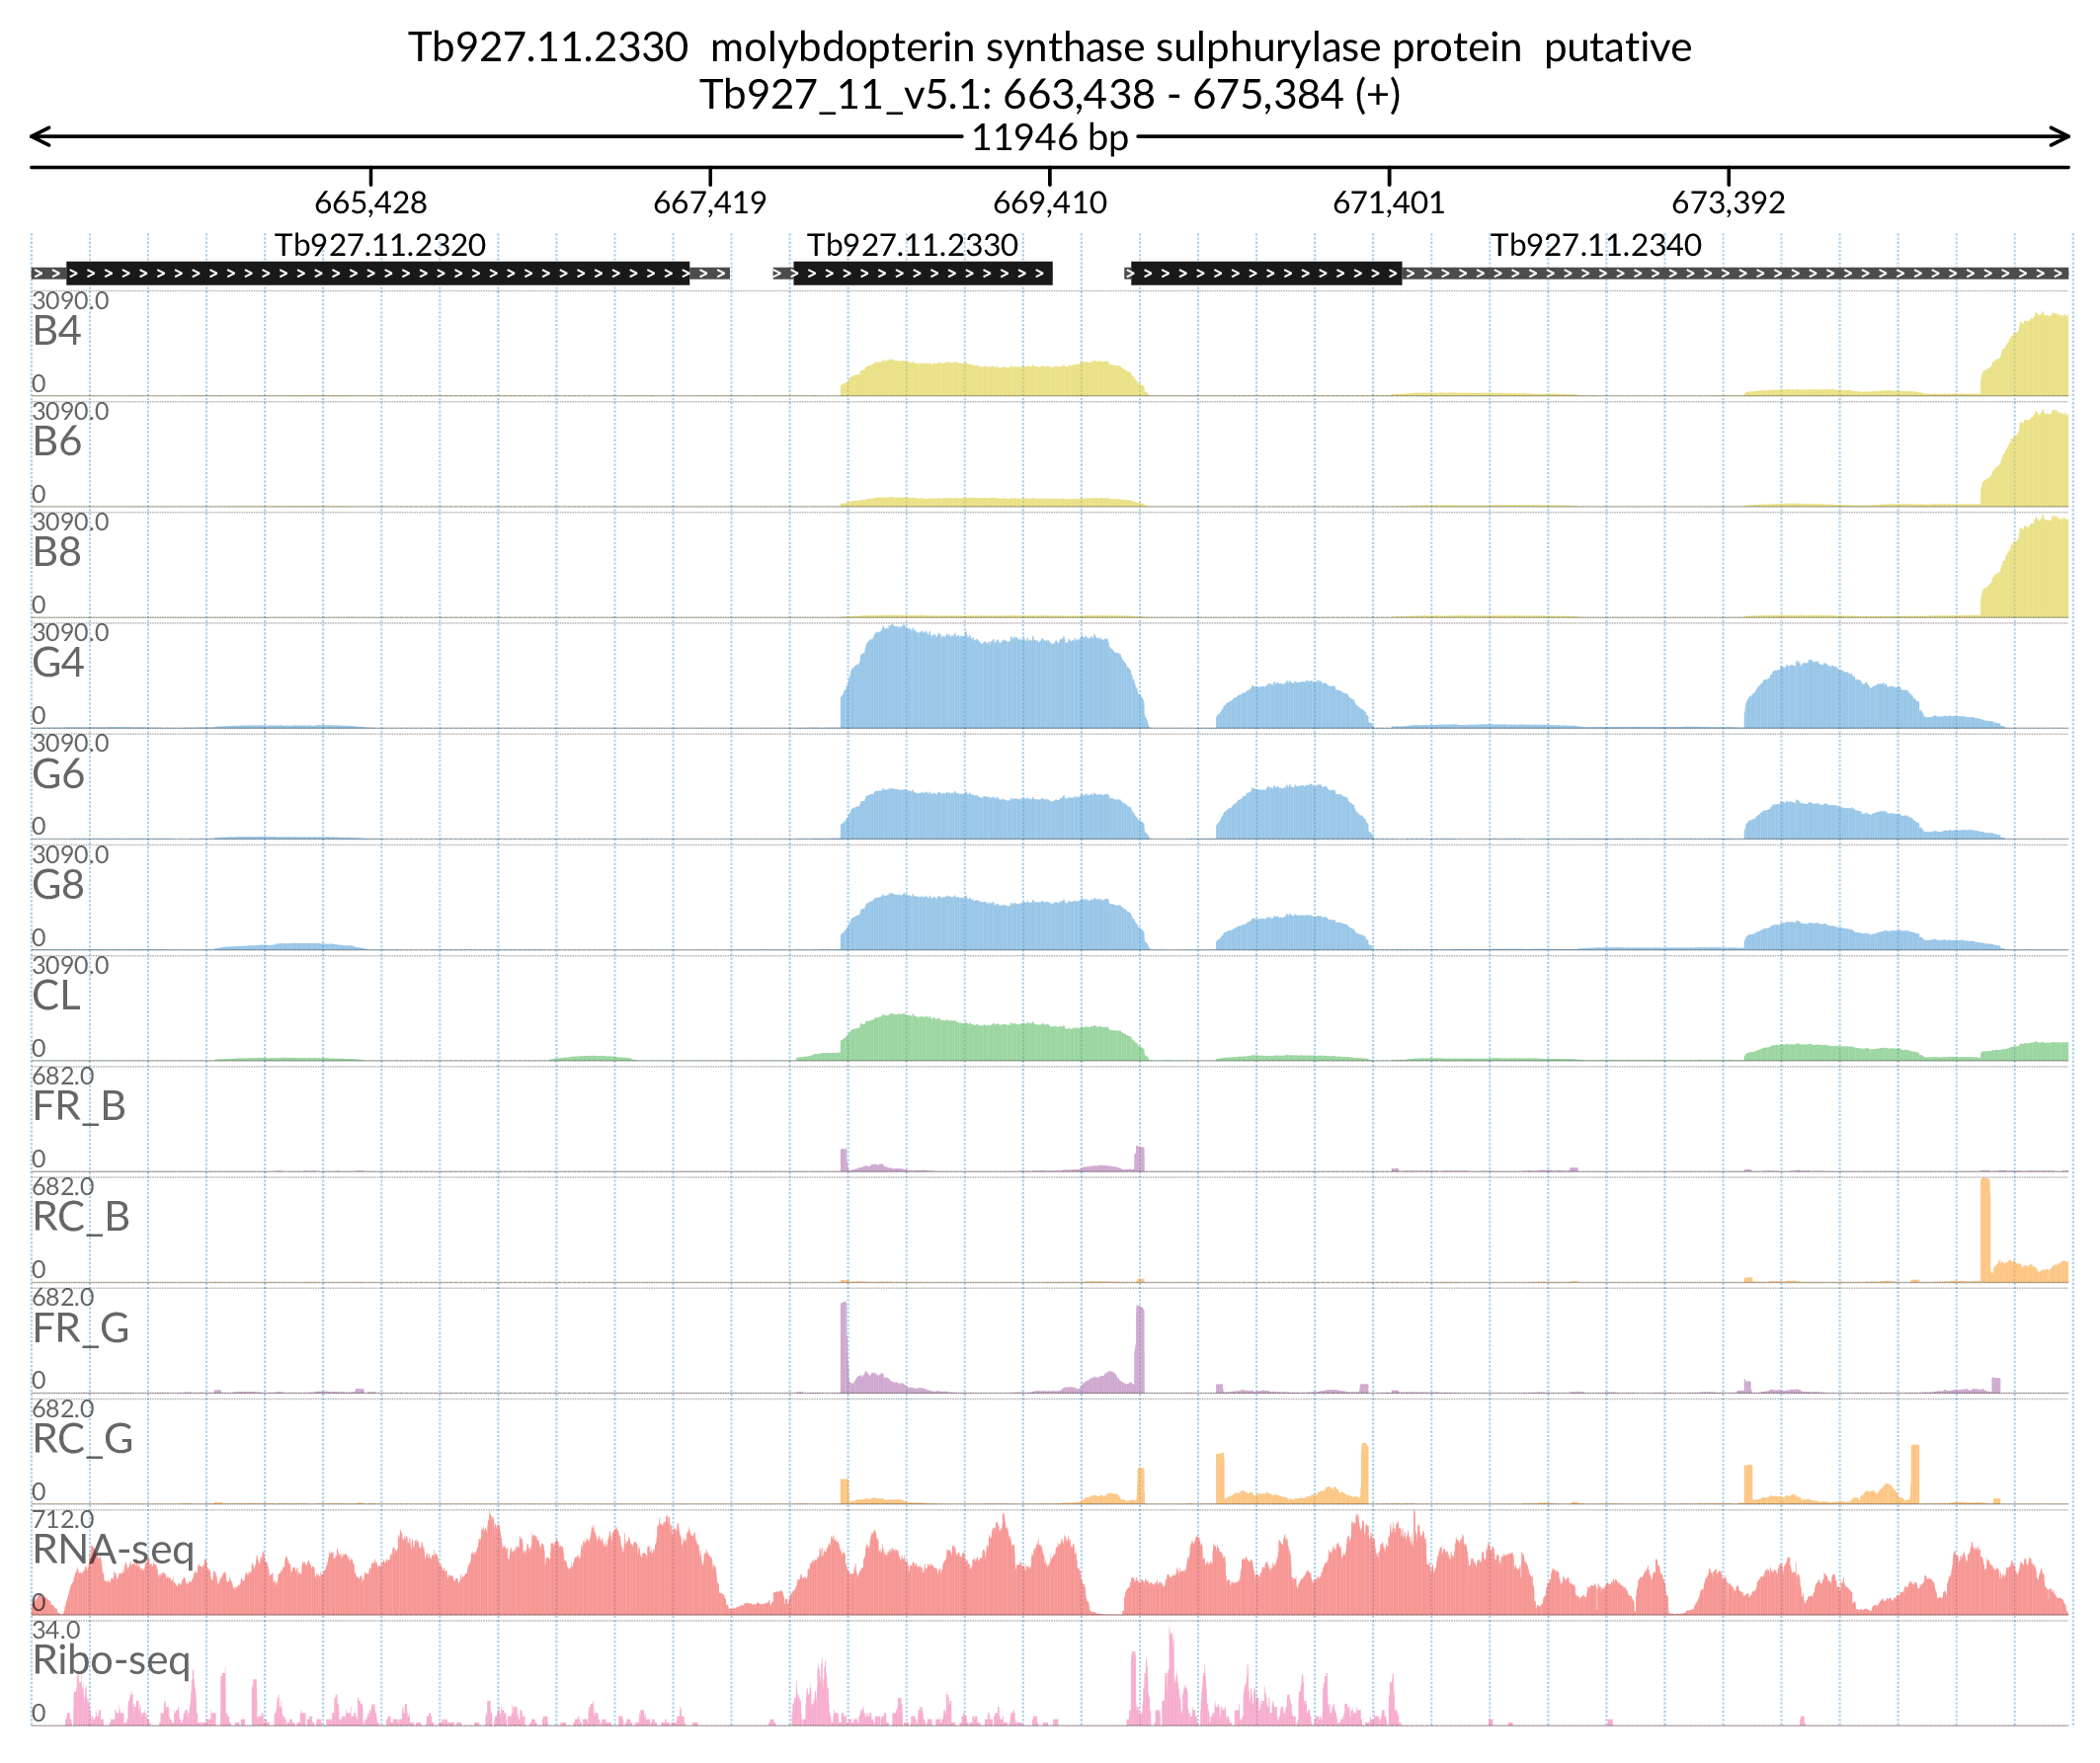 Tb927.11.2330  molybdopterin synthase sulphurylase protein  putative
Tb927_11_v5.1: 663,438 - 675,384 (+)
11946 bp
665,428 667,419 669,410 671,401 673,392
Tb927.11.2320 Tb927.11.2330 Tb927.11.2340
3090.0
B4
0
3090.0
B6
0
3090.0
B8
0
3090.0
G4
0
3090.0
G6
0
3090.0
G8
0
3090.0
CL
0
682.0
FR_B
0
682.0
RC_B
0
682.0
FR_G
0
682.0
RC_G
0
712.0
RNA-seq
0
34.0
Ribo-seq
0